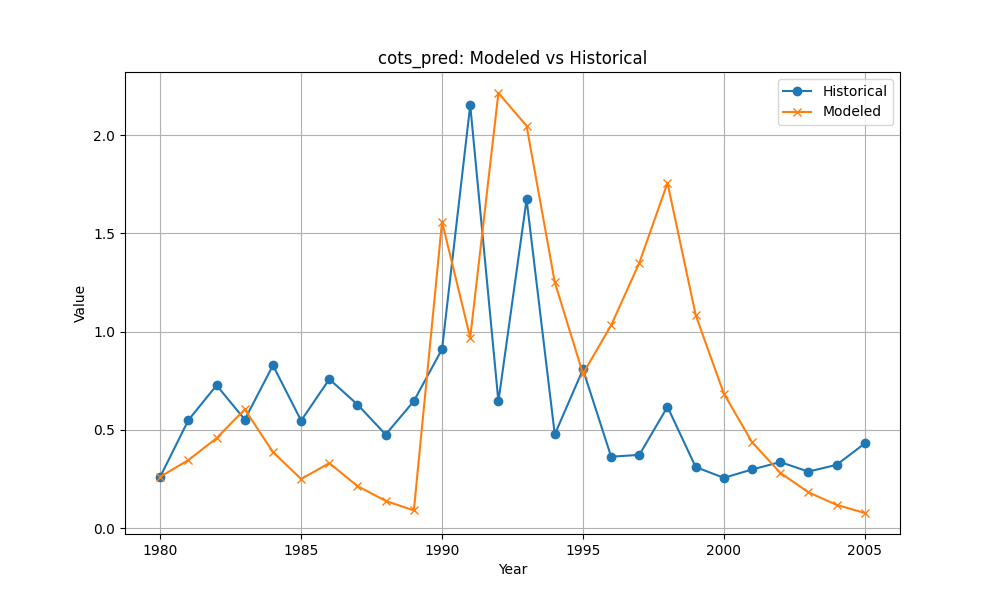 cots_pred: Modeled vs Historical
Historical
Modeled
Value
2.0
1.5
1.0
0.5
0.0
1980 1985 1990 1995 2000 2005
Year